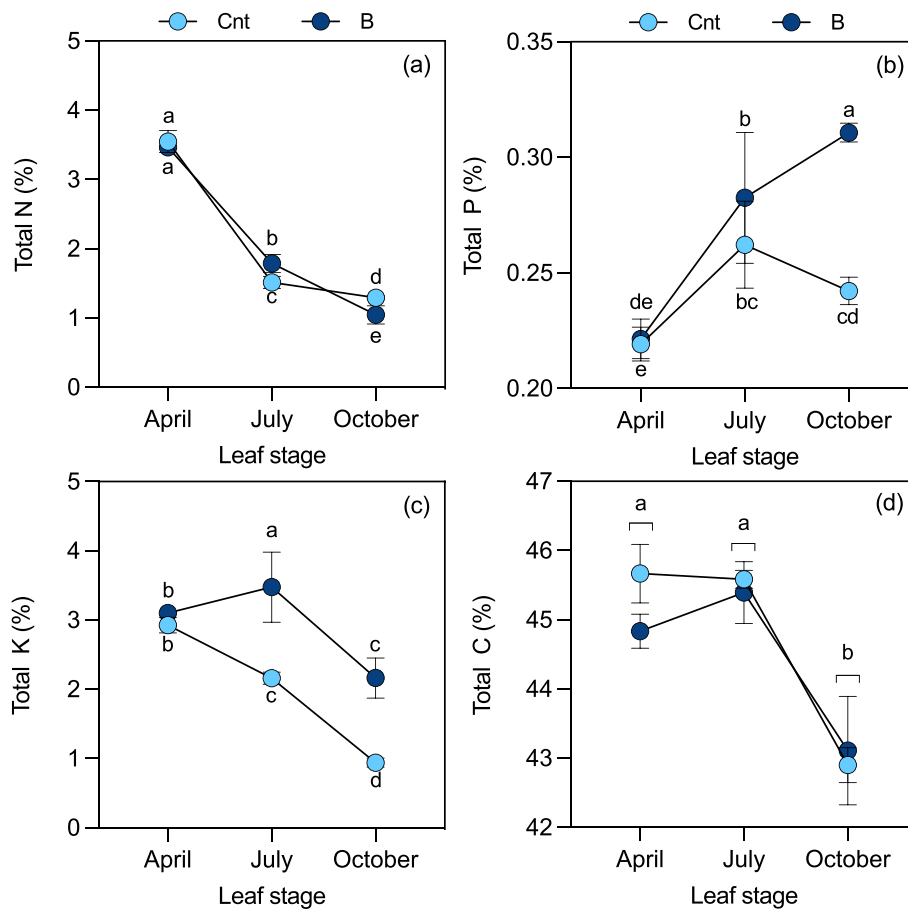 Cnt B Cnt B
(a)
5
4
3
2
1
0
Total N (%)
a
a
b
c
d
e
April July October
Leaf stage
(b)
0.35
0.30
0.25
0.20
Total P (%)
de
e
b
bc
a
cd
April July October
Leaf stage
(c)
5
4
3
2
1
0
Total K (%)
b
b
a
c
c
d
April July October
Leaf stage
(d)
47
46
45
44
43
42
Total C (%)
a
a
b
April July October
Leaf stage